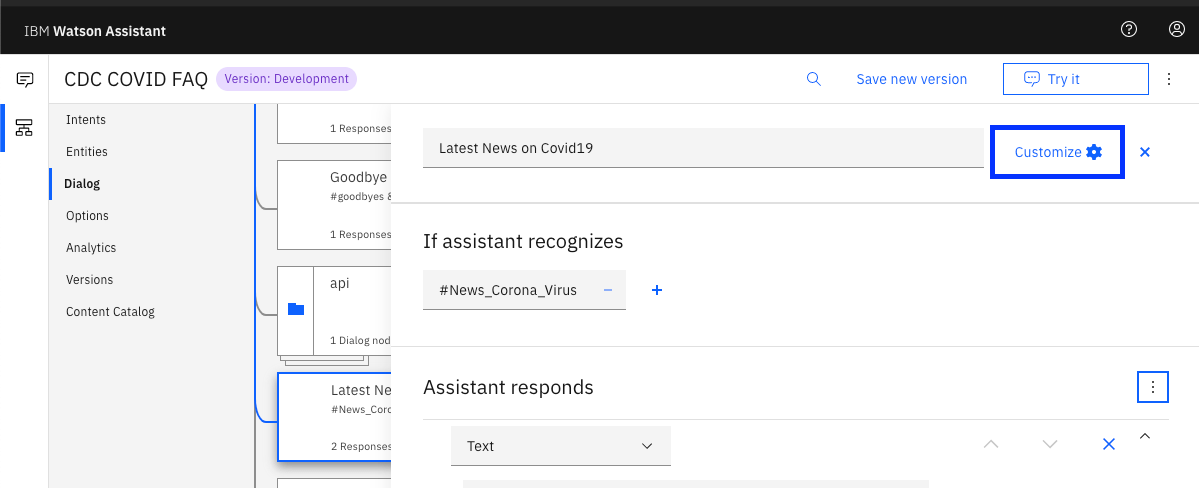 IBM Watson Assistant
CDC COVID FAQ
Version: Development
Save new version
Try it
Intents
Entities
Dialog
Options
Analytics
Versions
Content Catalog
1 Responses
Goodbye
#goodbyes &
1 Responses
api
1 Dialog nod
Latest Ne
#News_Coro
2 Responses
Latest News on Covid19
Customize
If assistant recognizes
#News_Corona_Virus
Assistant responds
Text